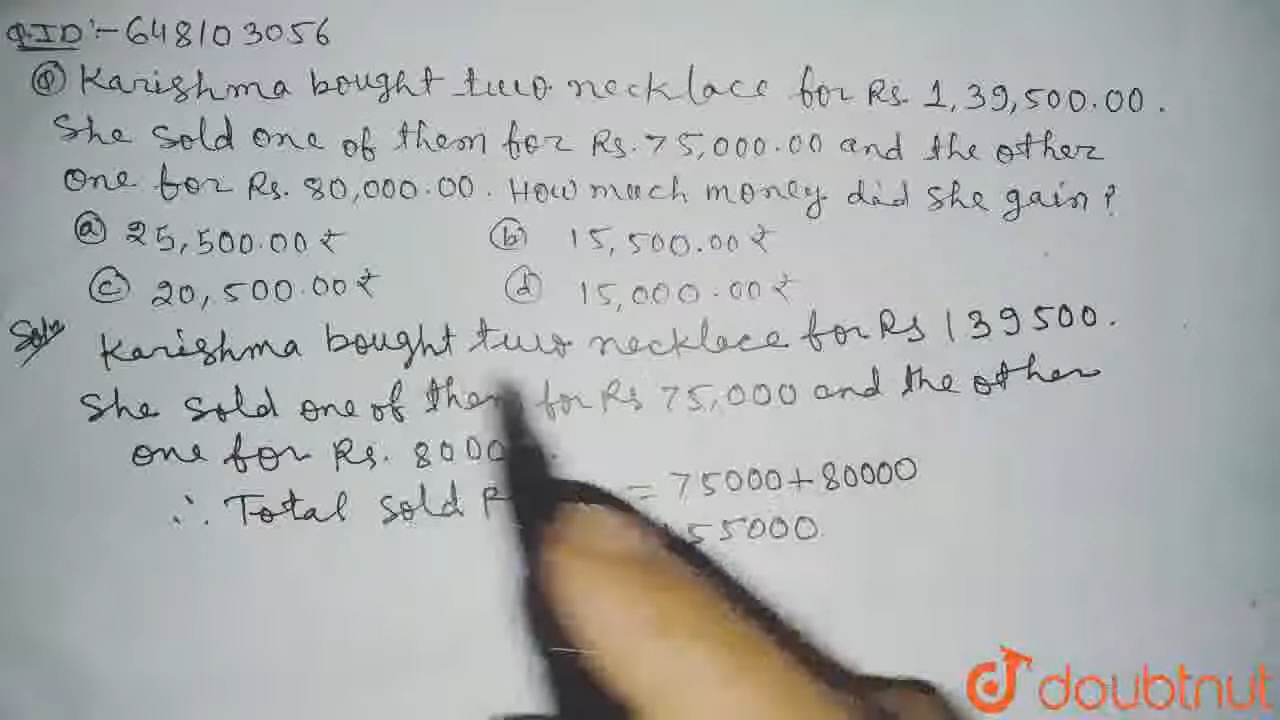 Q.ID:-648103056
Q Karishma bought two necklace for Rs. 1,39,500.00.
She sold one of them for Rs. 75,000.00 and the other
one for Rs. 80,000.00. How much money did she gain?
a 25,500.00 ₹ b 15,500.00 ₹
c 20,500.00 ₹ d 15,000.00 ₹
Soln Karishma bought two necklace for Rs 139500.
She sold one of them for Rs 75,000 and the other
one for Rs. 8000
∴ Total sold = 75000+80000
55000
doubtnut